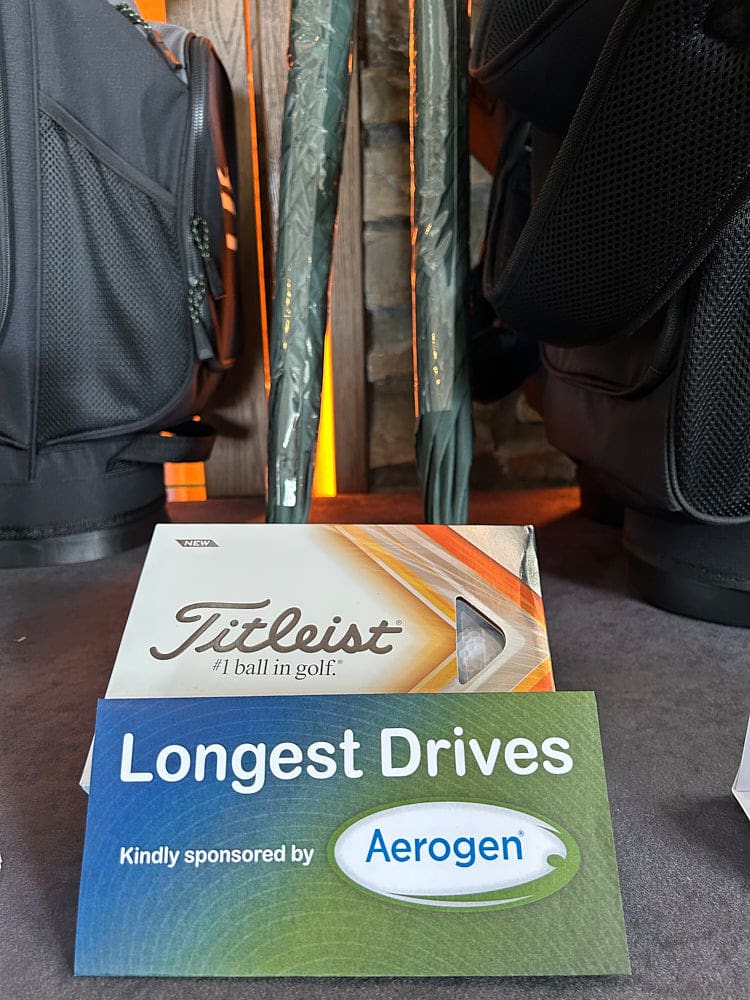 NEW
Titleist®
#1 ball in golf.®
Longest Drives
Kindly sponsored by
Aerogen®